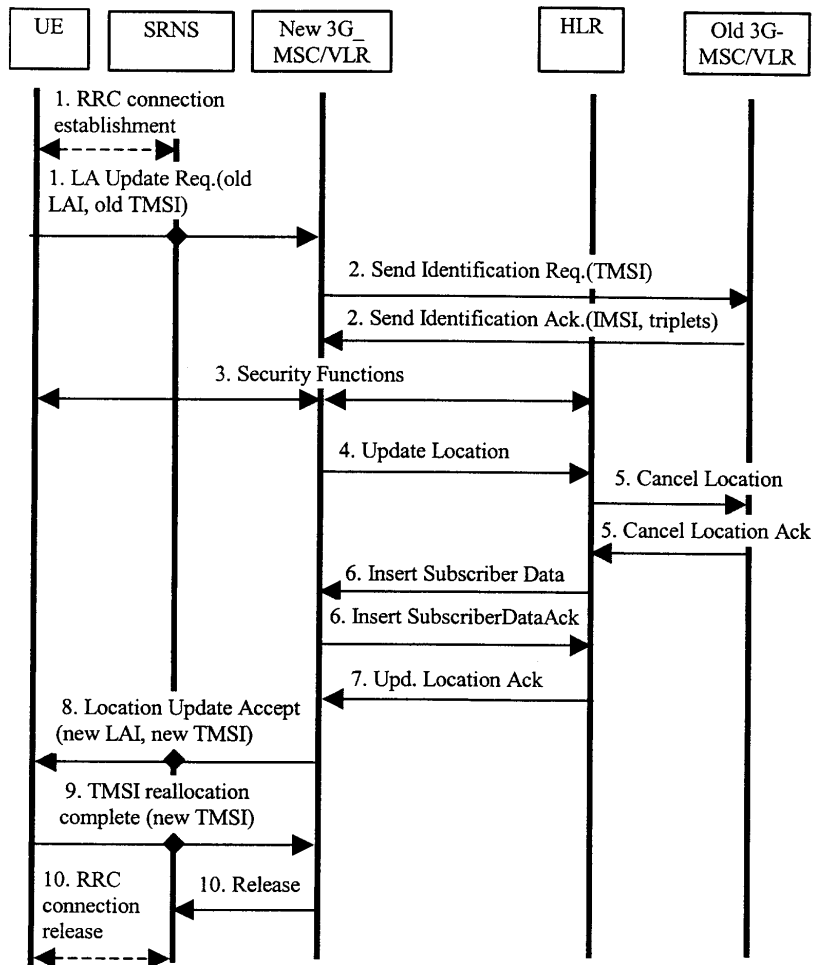 UE
SRNS
New 3G_
MSC/VLR
HLR
Old 3G-
MSC/VLR
1. RRC connection
establishment
1. LA Update Req.(old
LAI, old TMSI)
2. Send Identification Req.(TMSI)
2. Send Identification Ack.(IMSI, triplets)
3. Security Functions
4. Update Location
5. Cancel Location
5. Cancel Location Ack
6. Insert Subscriber Data
6. Insert SubscriberDataAck
7. Upd. Location Ack
8. Location Update Accept
(new LAI, new TMSI)
9. TMSI reallocation
complete (new TMSI)
10. RRC
connection
release
10. Release